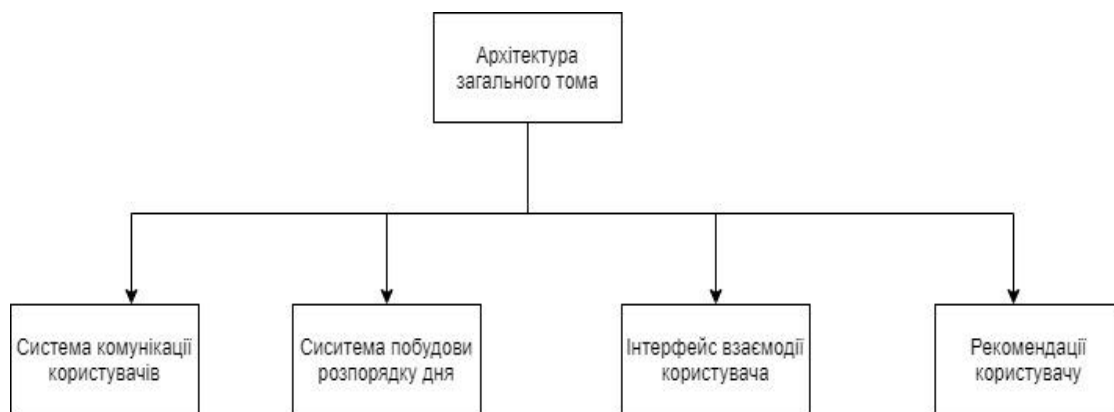 Архітектура
загального тома
Система комунікації
користувачів
Сиситема побудови
розпорядку дня
Інтерфейс взаємодії
користувача
Рекомендації
користувачу